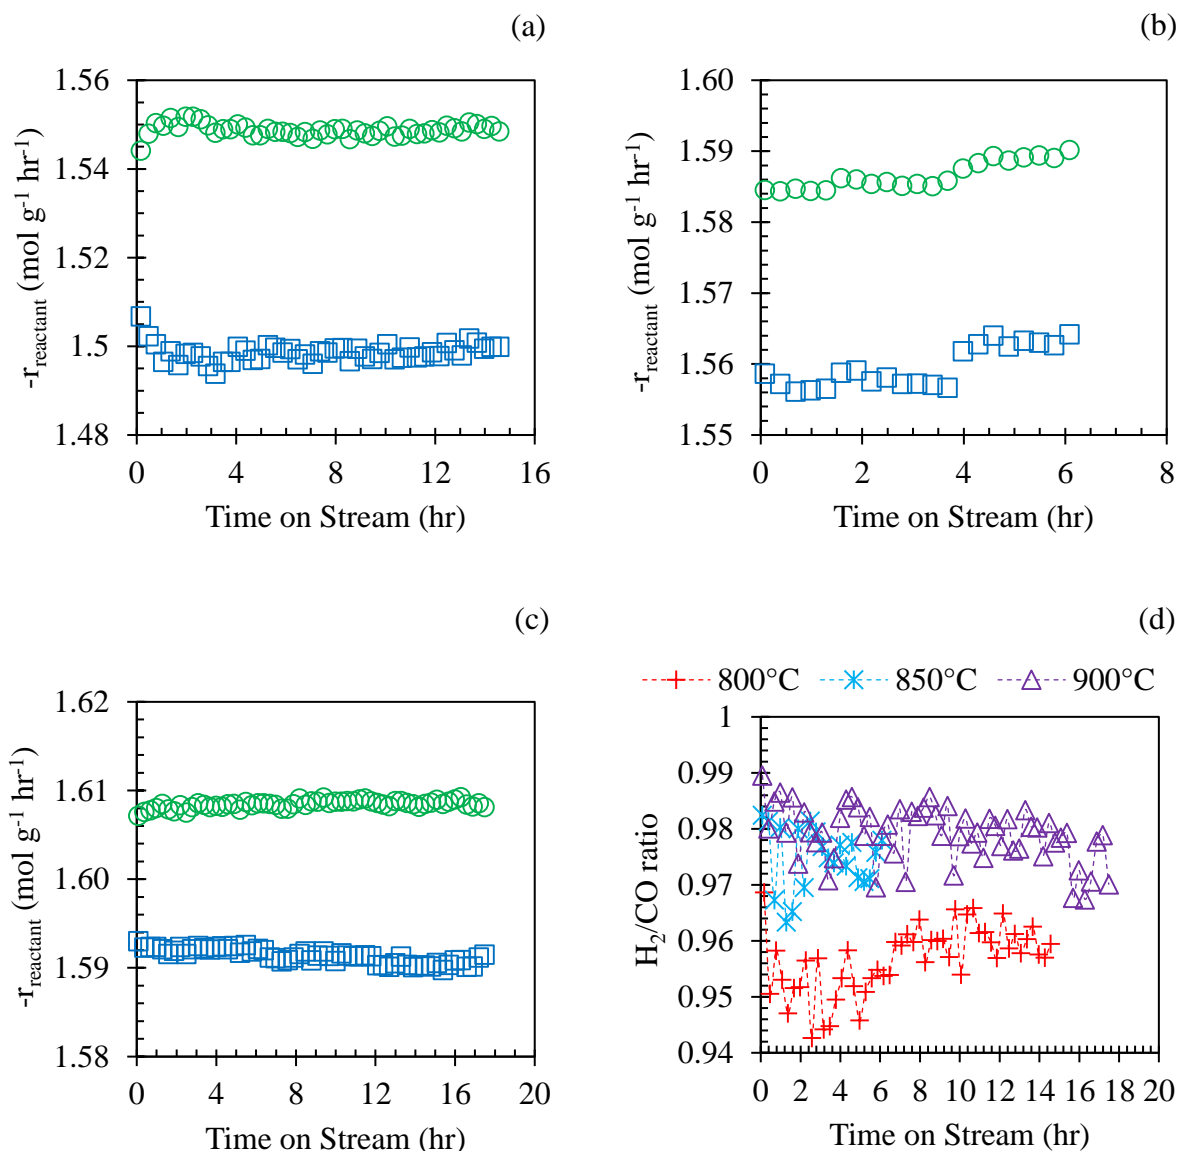 (a)
1.56
1.54
1.52
1.5
1.48
0 4 8 12 16
-r_reactant (mol g⁻¹ hr⁻¹)
Time on Stream (hr)
(b)
1.60
1.59
1.58
1.57
1.56
1.55
0 2 4 6 8
-r_reactant (mol g⁻¹ hr⁻¹)
Time on Stream (hr)
(c)
1.62
1.61
1.60
1.59
1.58
0 4 8 12 16 20
-r_reactant (mol g⁻¹ hr⁻¹)
Time on Stream (hr)
(d)
800°C 850°C 900°C
1
0.99
0.98
0.97
0.96
0.95
0.94
0 2 4 6 8 10 12 14 16 18 20
H₂/CO ratio
Time on Stream (hr)